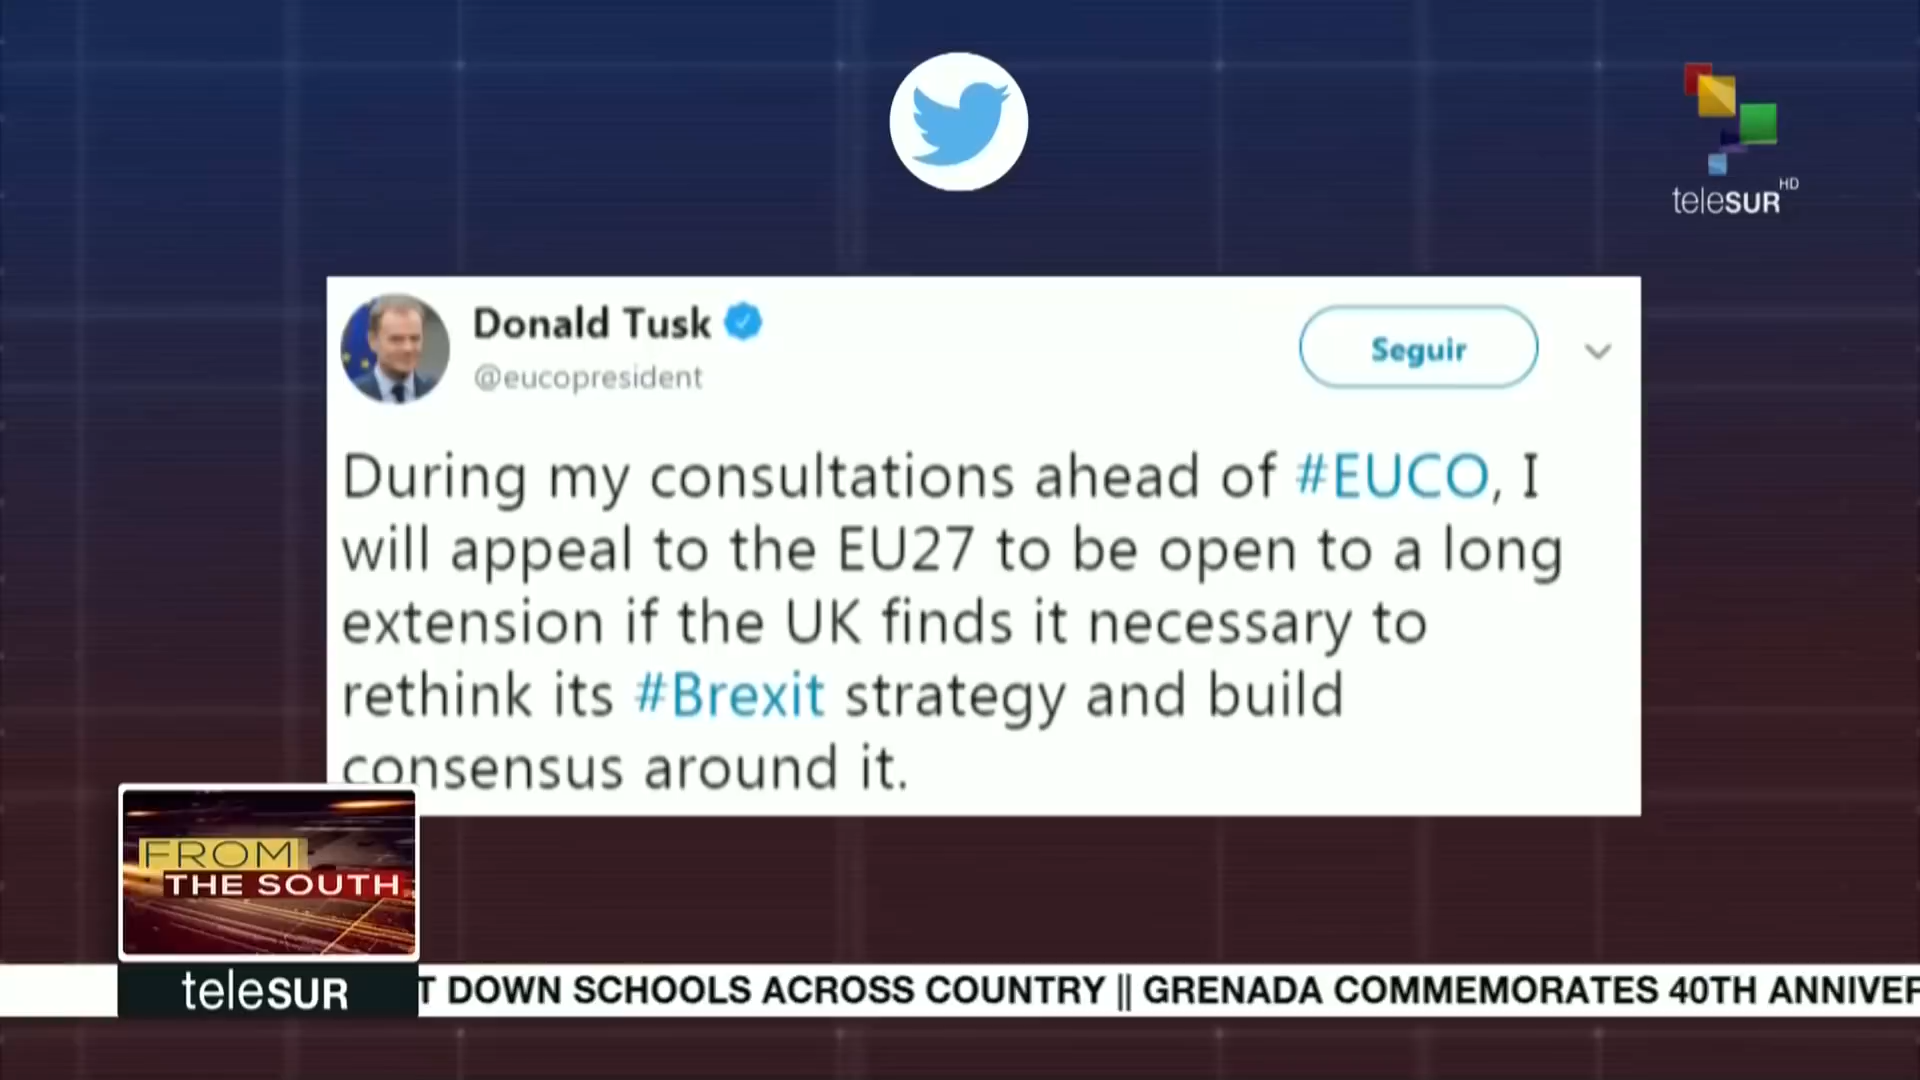 teleSUR HD
Donald Tusk
@eucopresident
Seguir
During my consultations ahead of #EUCO, I
will appeal to the EU27 to be open to a long
extension if the UK finds it necessary to
rethink its #Brexit strategy and build
consensus around it.
FROM
THE SOUTH
teleSUR
T DOWN SCHOOLS ACROSS COUNTRY || GRENADA COMMEMORATES 40TH ANNIVER